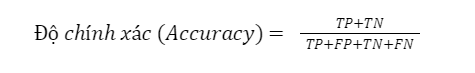 Độ chính xác (Accuracy) = TP+TN / TP+FP+TN+FN